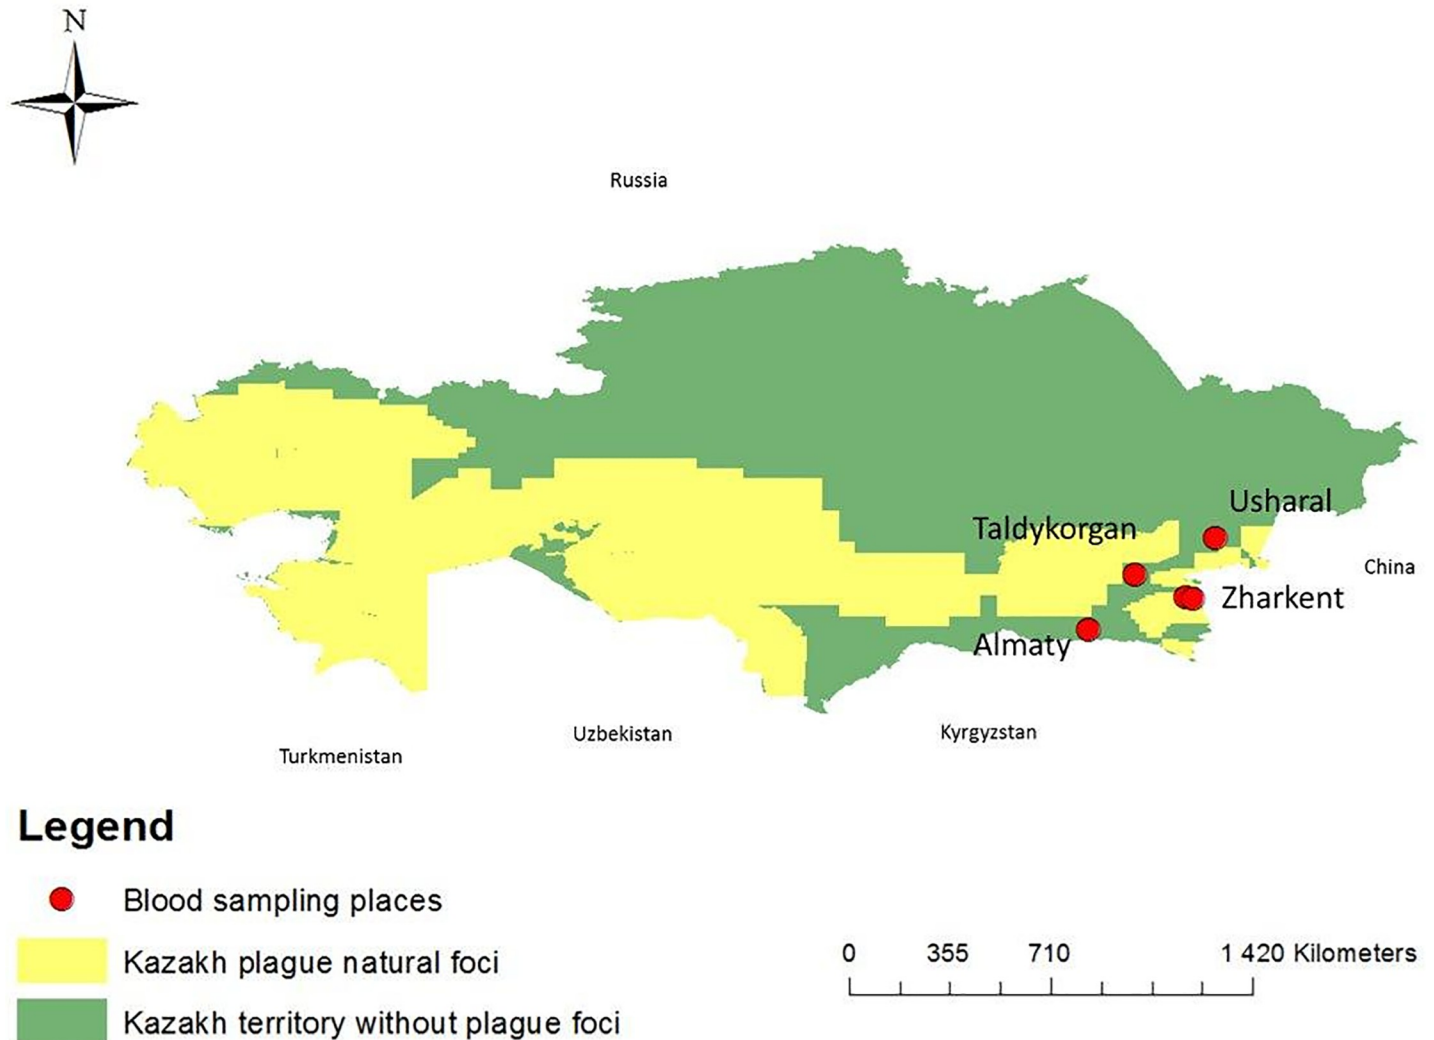 N
Russia
Usharal
Taldykorgan
China
Zharkent
Almaty
Kyrgyzstan
Uzbekistan
Turkmenistan
Legend
Blood sampling places
Kazakh plague natural foci
Kazakh territory without plague foci
0 355 710 1 420 Kilometers